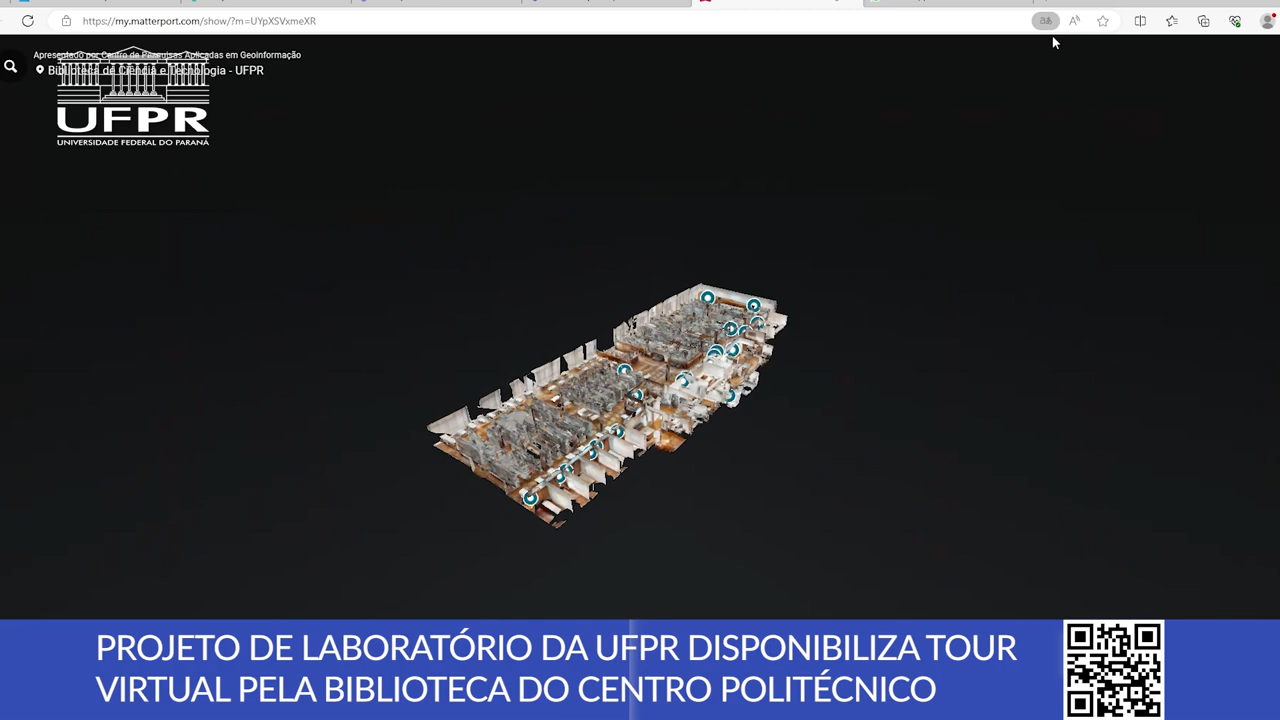 https://my.matterport.com/show/?m=UYpXSVxmeXR
Apresentado por Centro de Pesquisas Aplicadas em Geoinformação
Biblioteca de Ciência e Tecnologia - UFPR
UFPR
UNIVERSIDADE FEDERAL DO PARANÁ
PROJETO DE LABORATÓRIO DA UFPR DISPONIBILIZA TOUR
VIRTUAL PELA BIBLIOTECA DO CENTRO POLITÉCNICO